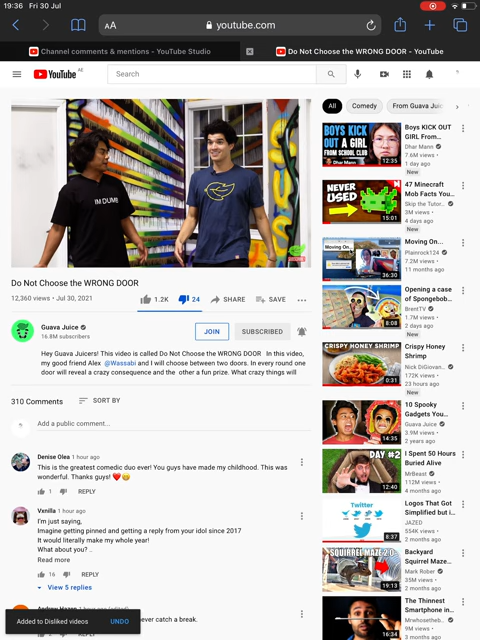 19:36 Fri 30 Jul
AA youtube.com
Channel comments & mentions - YouTube Studio
Do Not Choose the WRONG DOOR - YouTube
YouTube AE
Search
IM DUMB
Do Not Choose the WRONG DOOR
12,360 views • Jul 30, 2021
1.2K 24 SHARE SAVE ...
Guava Juice
16.8M subscribers
JOIN SUBSCRIBED
Hey Guava Juicers! This video is called Do Not Choose the WRONG DOOR In this video,
my good friend Alex @Wassabi and I will choose between two doors. In every round one
door will reveal a crazy consequence and the other a fun prize. What crazy things will
310 Comments SORT BY
Add a public comment...
Denise Olea 1 hour ago
This is the greatest comedic duo ever! You guys have made my childhood. This was
wonderful. Thanks guys! ❤️😊
1 REPLY
Vxnilla 1 hour ago
I'm just saying,
Imagine getting pinned and getting a reply from your idol since 2017
It would literally make my whole life!
What about you? ..
Read more
16 REPLY
View 5 replies
never catch a break.
REPLY
Added to Disliked videos UNDO
All Comedy From Guava Juic
BOYS KICK OUT
A GIRL
FROM SCHOOL CLUB
Dhar Mann
12:35
Boys KICK OUT
GIRL From...
Dhar Mann
7.6M views •
1 day ago
New
NEVER
USED
15:01
47 Minecraft
Mob Facts You...
Skip the Tutor...
3M views •
4 days ago
New
36:30
Moving On...
Plainrock124
7.2M views •
11 months ago
8:08
Opening a case
of Spongebob...
BrentTV
1.7M views •
2 days ago
New
CRISPY HONEY SHRIMP
0:31
Crispy Honey
Shrimp
Nick DiGiovan...
172K views •
23 hours ago
New
14:35
10 Spooky
Gadgets You...
Guava Juice
3.9M views •
2 years ago
DAY #2
12:40
I Spent 50 Hours
Buried Alive
MrBeast
112M views •
4 months ago
Twitter
8:37
Logos That Got
Simplified but i...
JAZED
554K views •
2 months ago
SQUIRREL MAZE 2.0
19:13
Backyard
Squirrel Maze...
Mark Rober
35M views •
2 months ago
16:34
The Thinnest
Smartphone in...
Mrwhosethebo...
9M views •
3 months ago